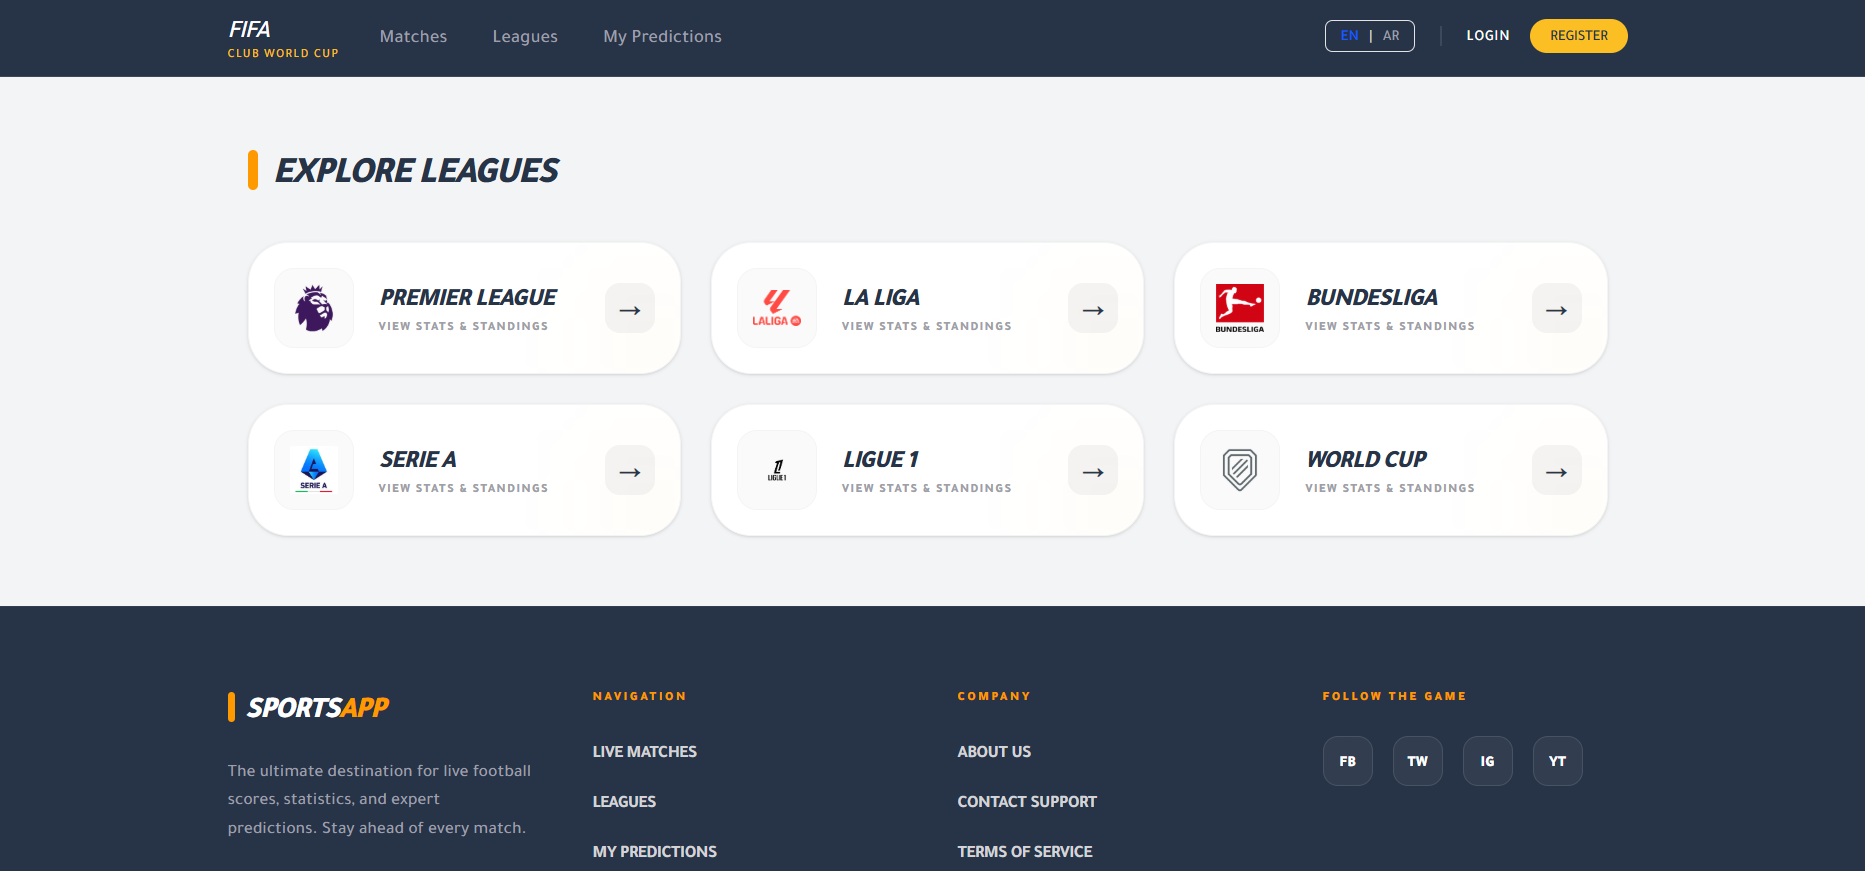 FIFA
CLUB WORLD CUP
Matches
Leagues
My Predictions
EN | AR
LOGIN
REGISTER
EXPLORE LEAGUES
PREMIER LEAGUE
VIEW STATS & STANDINGS
→
LALIGA
LA LIGA
VIEW STATS & STANDINGS
→
BUNDESLIGA
BUNDESLIGA
VIEW STATS & STANDINGS
→
SERIE A
SERIE A
VIEW STATS & STANDINGS
→
LIGUE 1
LIGUE 1
VIEW STATS & STANDINGS
→
WORLD CUP
VIEW STATS & STANDINGS
→
SPORTSAPP
The ultimate destination for live football
scores, statistics, and expert
predictions. Stay ahead of every match.
NAVIGATION
LIVE MATCHES
LEAGUES
MY PREDICTIONS
COMPANY
ABOUT US
CONTACT SUPPORT
TERMS OF SERVICE
FOLLOW THE GAME
FB
TW
IG
YT